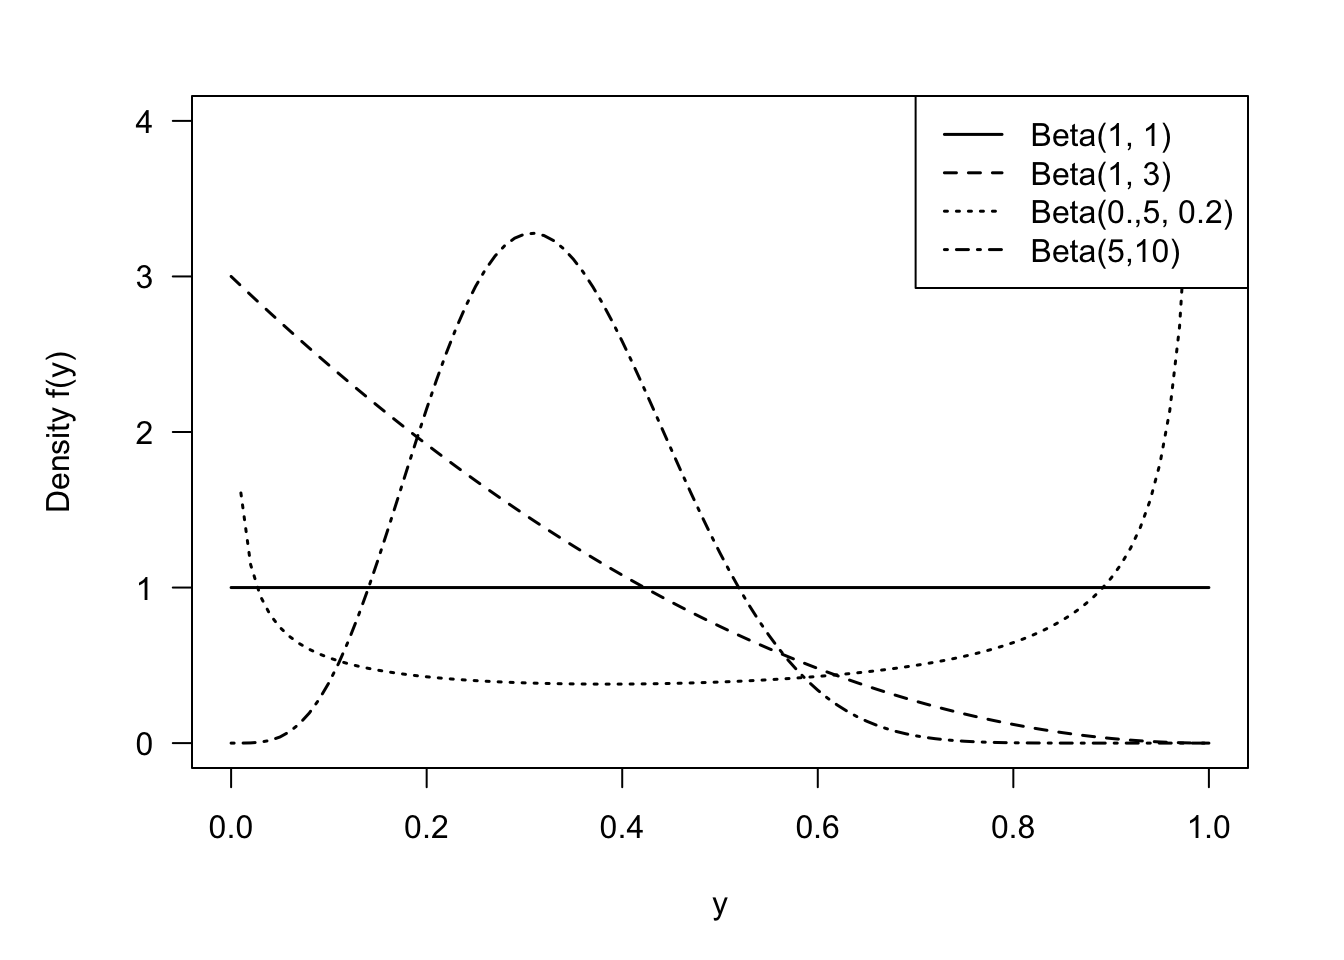 4
3
2
1
0
Density f(y)
Beta(1, 1)
Beta(1, 3)
Beta(0.,5, 0.2)
Beta(5,10)
0.0 0.2 0.4 0.6 0.8 1.0
y